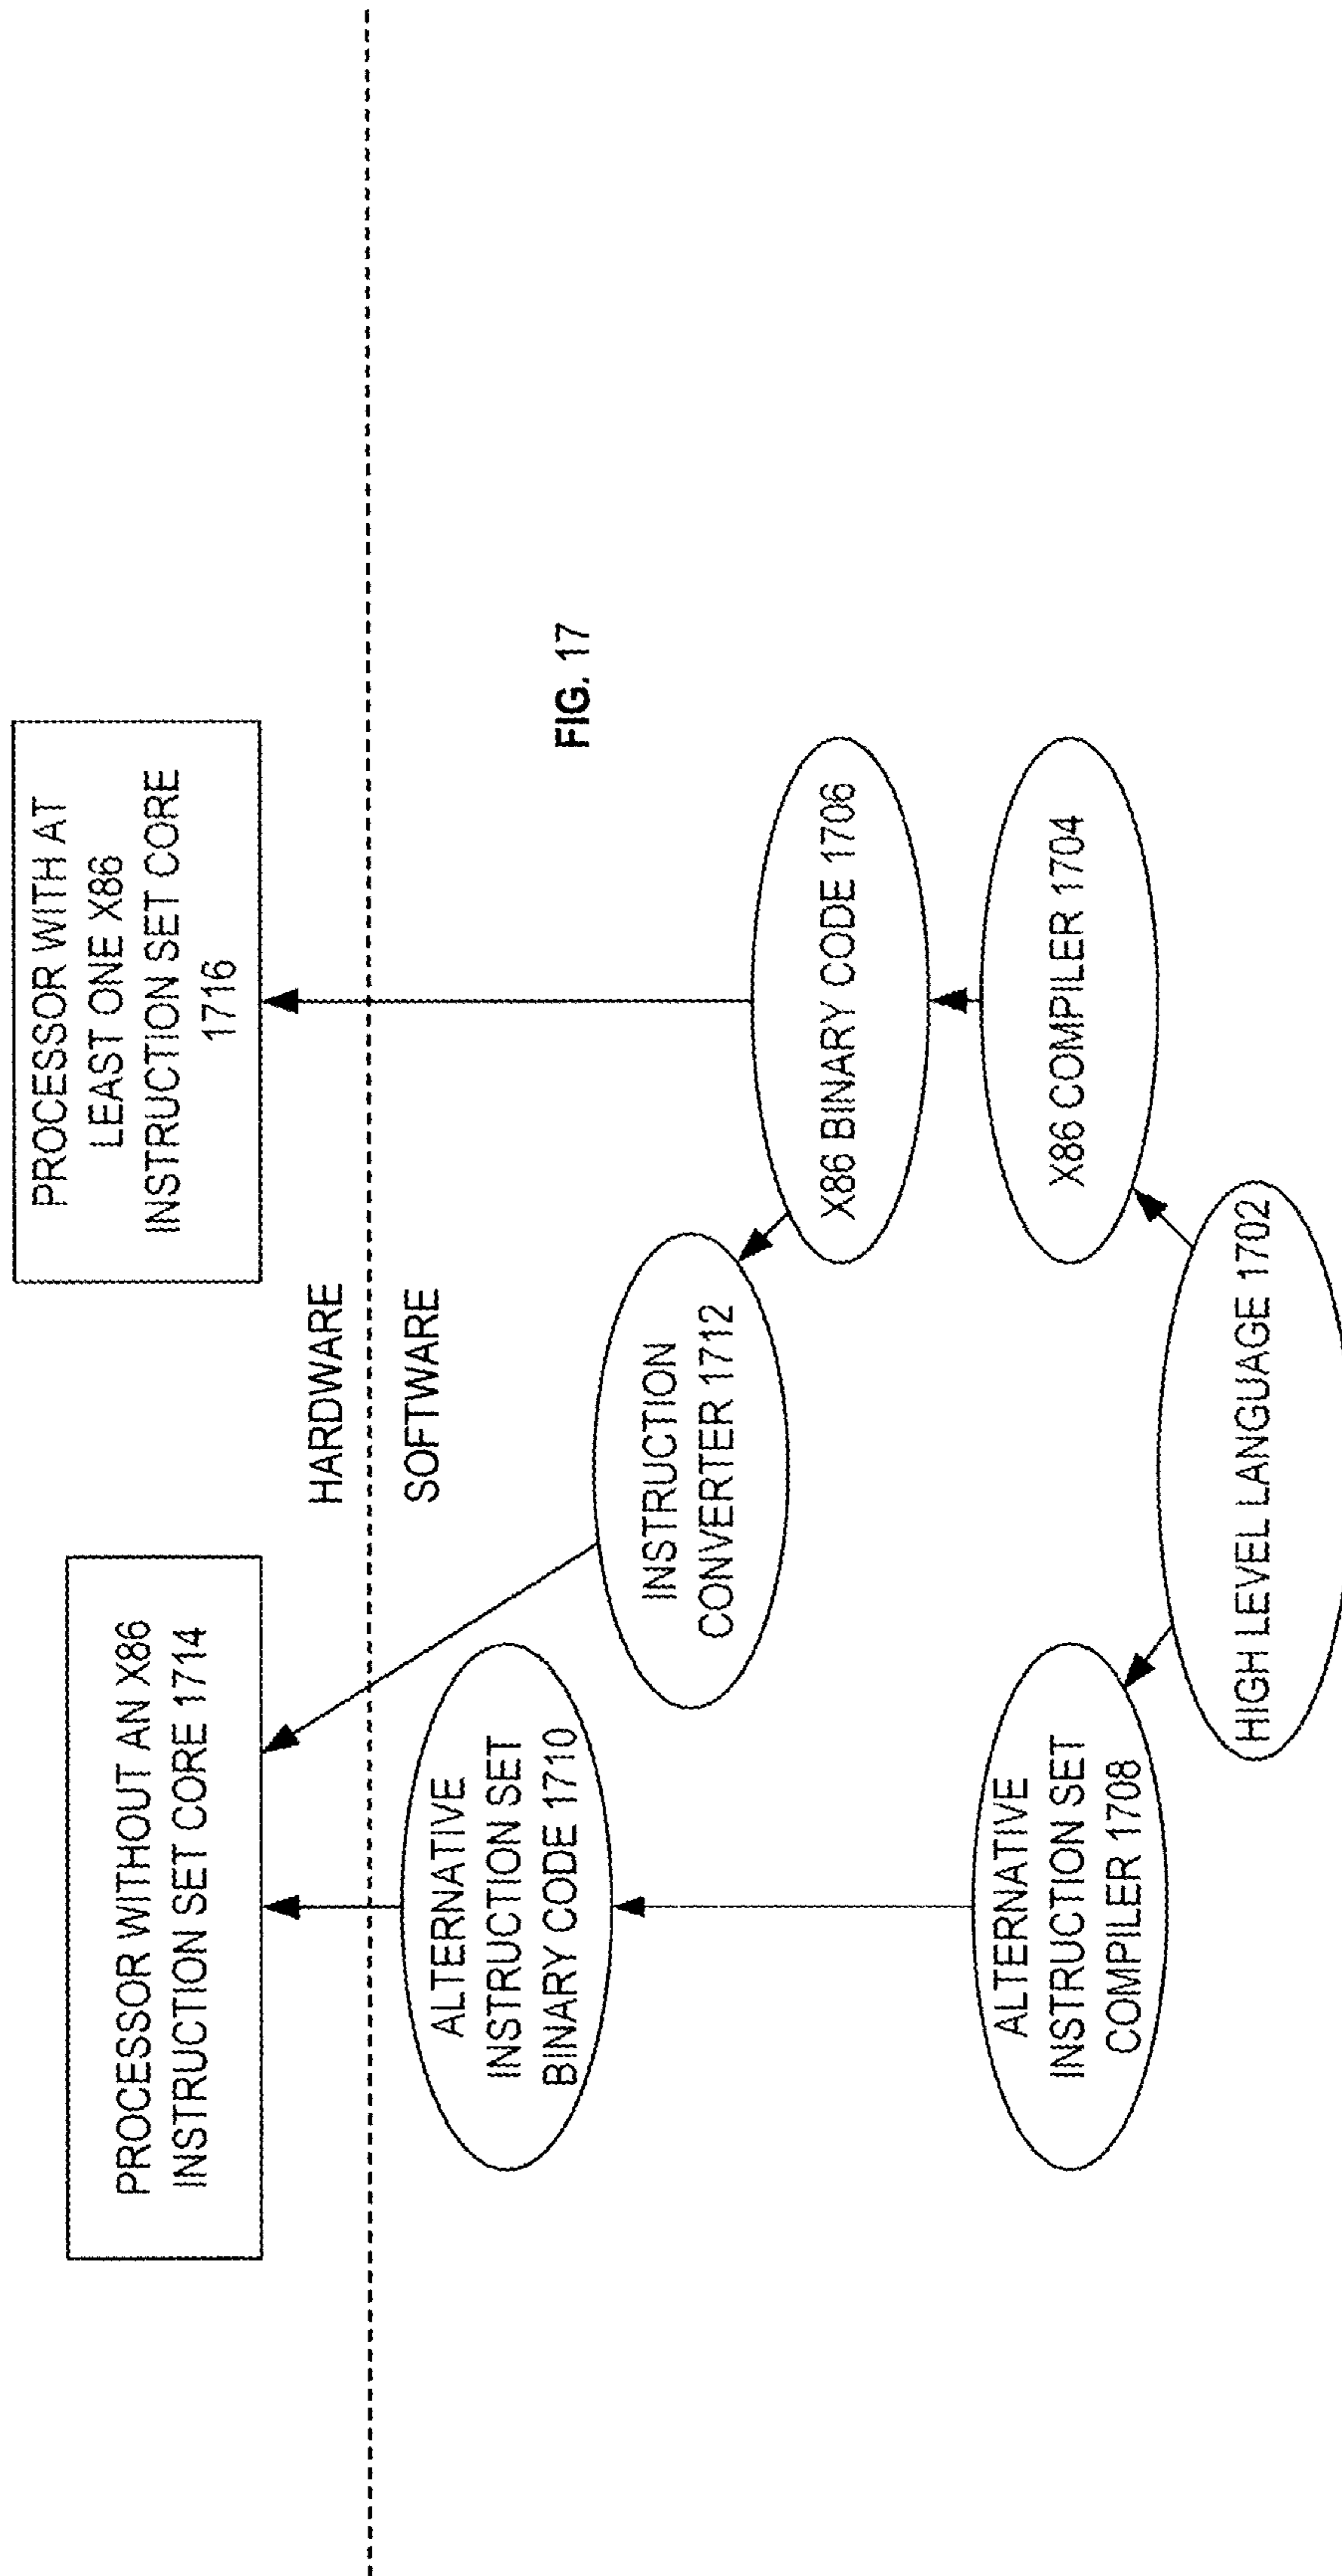 PROCESSOR WITHOUT AN X86
INSTRUCTION SET CORE 1714
PROCESSOR WITH AT
LEAST ONE X86
INSTRUCTION SET CORE
1716
HARDWARE
SOFTWARE
ALTERNATIVE
INSTRUCTION SET
BINARY CODE 1710
INSTRUCTION
CONVERTER 1712
FIG. 17
X86 BINARY CODE 1706
ALTERNATIVE
INSTRUCTION SET
COMPILER 1708
X86 COMPILER 1704
HIGH LEVEL LANGUAGE 1702